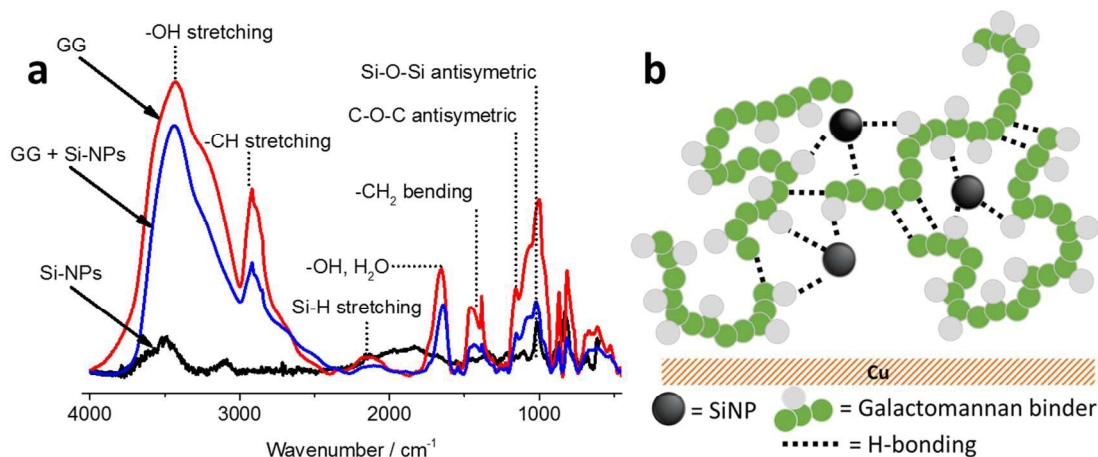 a
GG
-OH stretching
GG + Si-NPs
-CH stretching
Si-NPs
Si-O-Si antisymetric
C-O-C antisymetric
-CH₂ bending
-OH, H₂O
Si-H stretching
4000 3000 2000 1000
Wavenumber / cm⁻¹
b
Cu
= SiNP
= Galactomannan binder
= H-bonding